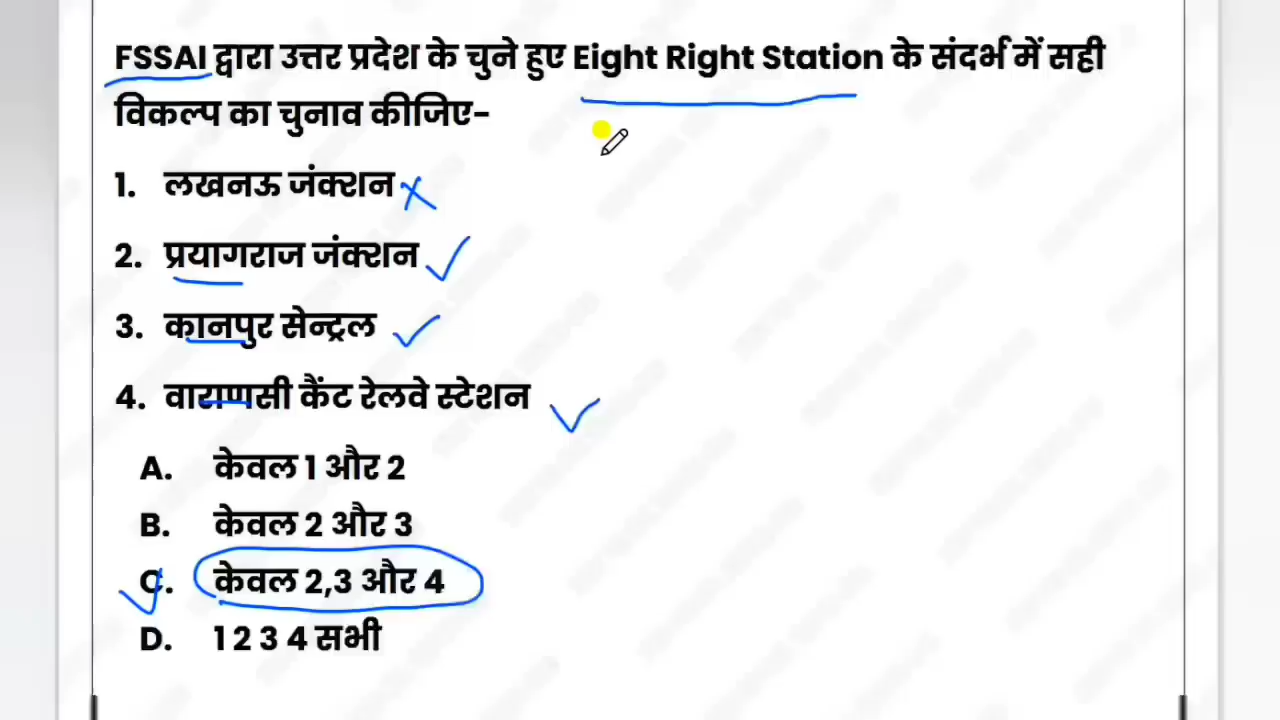 FSSAI द्वारा उत्तर प्रदेश के चुने हुए Eight Right Station के संदर्भ में सही
विकल्प का चुनाव कीजिए-
1. लखनऊ जंक्शन
2. प्रयागराज जंक्शन
3. कानपुर सेन्ट्रल
4. वाराणसी कैंट रेलवे स्टेशन
A. केवल 1 और 2
B. केवल 2 और 3
C. केवल 2,3 और 4
D. 1 2 3 4 सभी